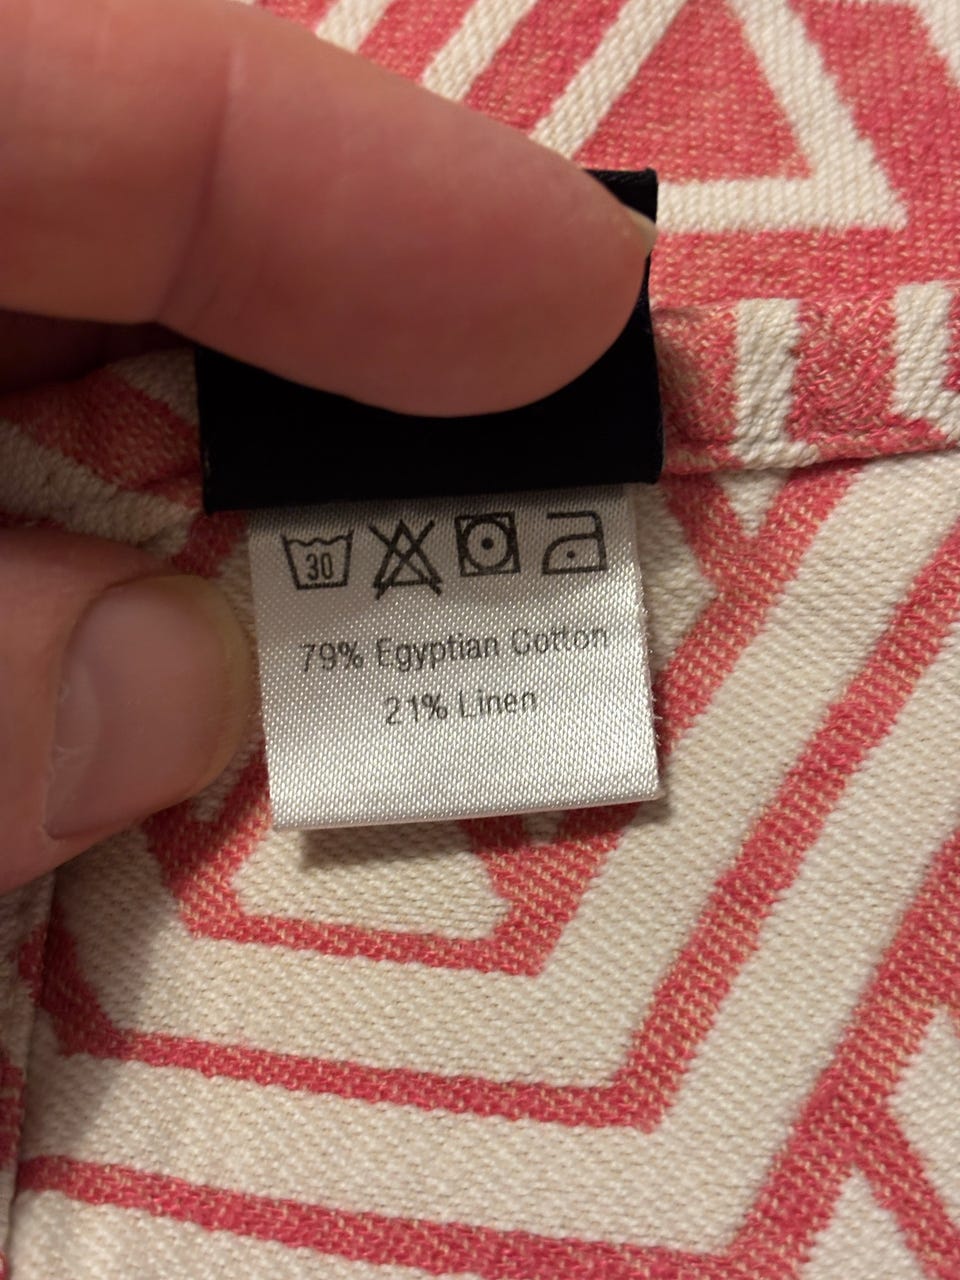 30
79% Egyptian Cotton
21% Linen